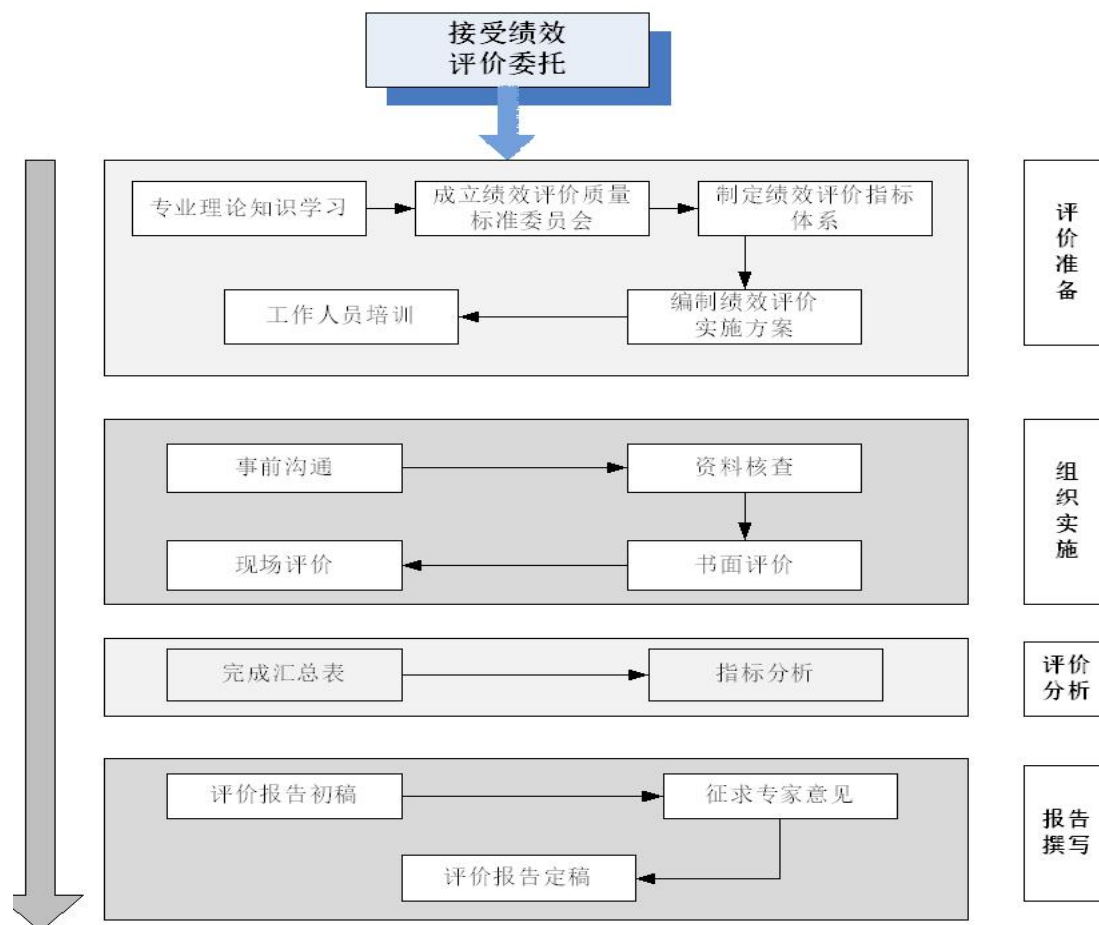 接受绩效
评价委托
专业理论知识学习
成立绩效评价质量
标准委员会
制定绩效评价指标
体系
工作人员培训
编制绩效评价
实施方案
评
价
准
备
事前沟通
资料核查
现场评价
书面评价
组
织
实
施
完成汇总表
指标分析
评价
分析
评价报告初稿
征求专家意见
评价报告定稿
报告
撰写